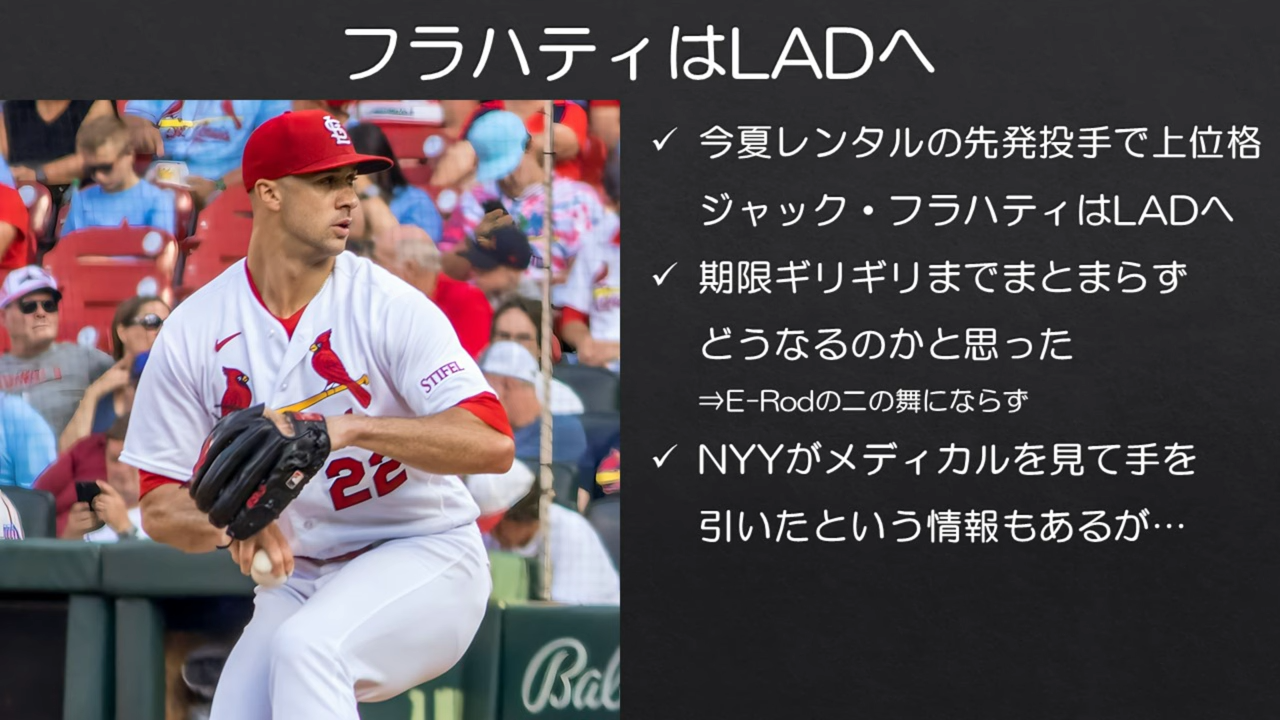 フラハティはLADへ
✓ 今夏レンタルの先発投手で上位格
ジャック・フラハティはLADへ
✓ 期限ギリギリまでまとまらず
どうなるのかと思った
⇒E-Rodの二の舞にならず
✓ NYYがメディカルを見て手を
引いたという情報もあるが…
STL
STIFEL
22
Bal